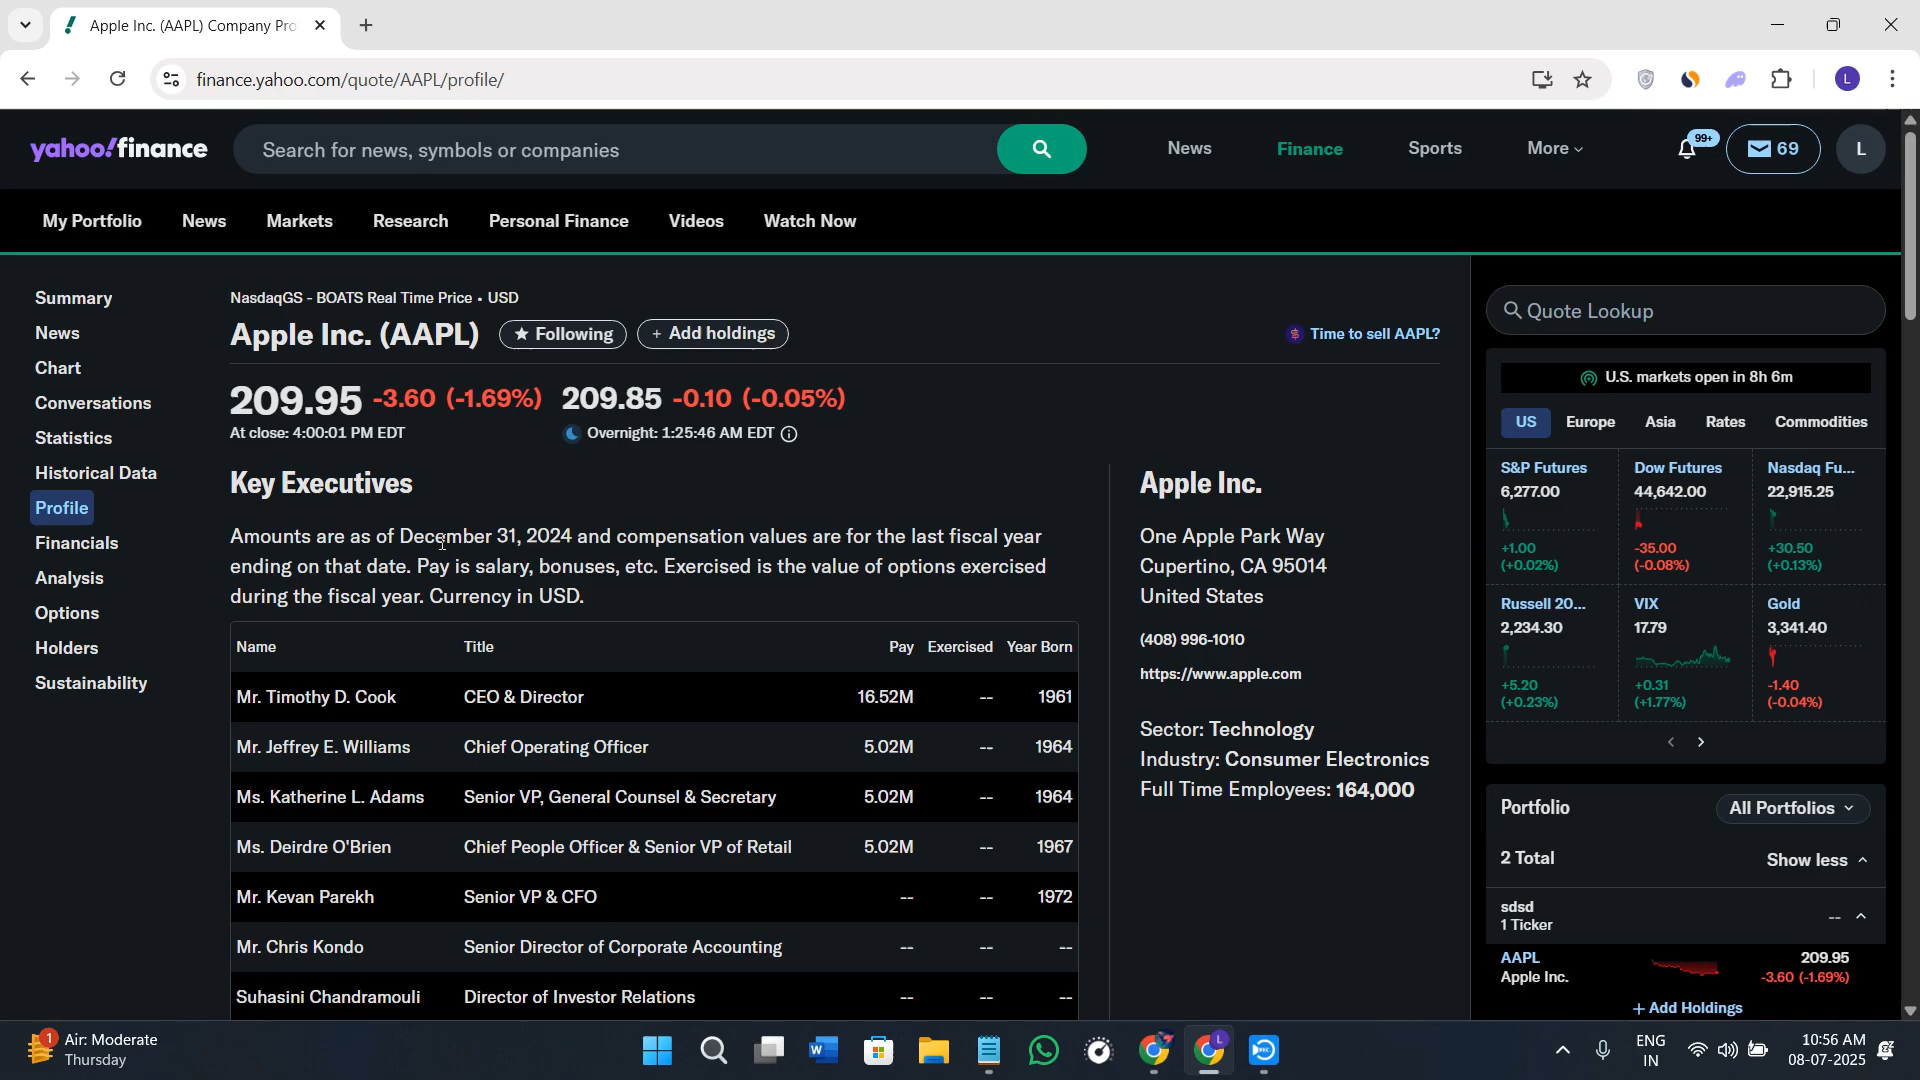 Apple Inc. (AAPL) Company Pro
finance.yahoo.com/quote/AAPL/profile/
L
yahoo!finance
Search for news, symbols or companies
News
Finance
Sports
More
99+
69
L
My Portfolio
News
Markets
Research
Personal Finance
Videos
Watch Now
Summary
News
Chart
Conversations
Statistics
Historical Data
Profile
Financials
Analysis
Options
Holders
Sustainability
NasdaqGS - BOATS Real Time Price • USD
Apple Inc. (AAPL)
Following
+ Add holdings
Time to sell AAPL?
209.95 -3.60 (-1.69%)
At close: 4:00:01 PM EDT
209.85 -0.10 (-0.05%)
Overnight: 1:25:46 AM EDT
Key Executives
Amounts are as of December 31, 2024 and compensation values are for the last fiscal year
ending on that date. Pay is salary, bonuses, etc. Exercised is the value of options exercised
during the fiscal year. Currency in USD.
Name Title Pay Exercised Year Born
Mr. Timothy D. Cook CEO & Director 16.52M -- 1961
Mr. Jeffrey E. Williams Chief Operating Officer 5.02M -- 1964
Ms. Katherine L. Adams Senior VP, General Counsel & Secretary 5.02M -- 1964
Ms. Deirdre O'Brien Chief People Officer & Senior VP of Retail 5.02M -- 1967
Mr. Kevan Parekh Senior VP & CFO -- -- 1972
Mr. Chris Kondo Senior Director of Corporate Accounting -- -- --
Suhasini Chandramouli Director of Investor Relations -- -- --
Apple Inc.
One Apple Park Way
Cupertino, CA 95014
United States
(408) 996-1010
https://www.apple.com
Sector: Technology
Industry: Consumer Electronics
Full Time Employees: 164,000
Quote Lookup
U.S. markets open in 8h 6m
US Europe Asia Rates Commodities
S&P Futures
6,277.00
+1.00
(+0.02%)
Dow Futures
44,642.00
-35.00
(-0.08%)
Nasdaq Fu...
22,915.25
+30.50
(+0.13%)
Russell 20...
2,234.30
+5.20
(+0.23%)
VIX
17.79
+0.31
(+1.77%)
Gold
3,341.40
-1.40
(-0.04%)
Portfolio
All Portfolios
2 Total
Show less
sdsd
1 Ticker
--
AAPL
Apple Inc.
209.95
-3.60 (-1.69%)
+ Add Holdings
1
Air: Moderate
Thursday
W
L
REC
ENG
IN
10:56 AM
08-07-2025